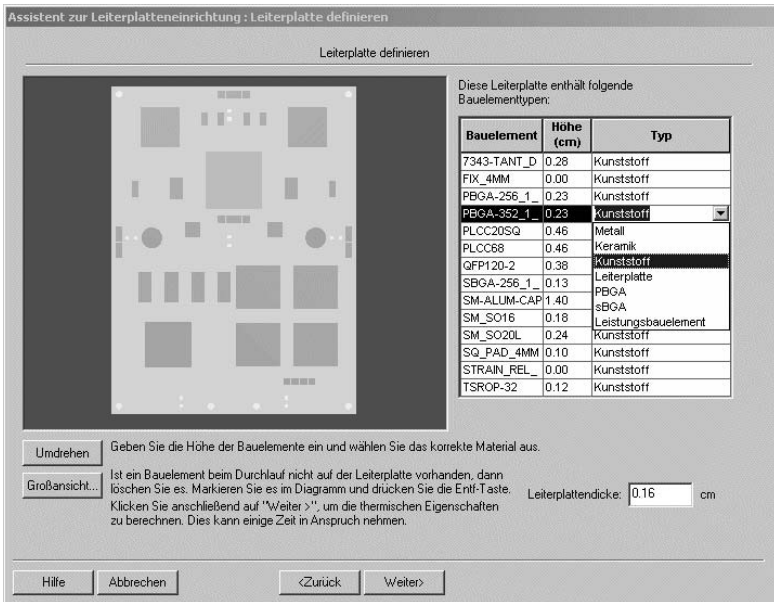 Assistent zur Leiterplatteneinrichtung : Leiterplatte definieren
Leiterplatte definieren
Diese Leiterplatte enthält folgende
Bauelementtypen:
Bauelement Höhe (cm) Typ
7343-TANT_D 0.28 Kunststoff
FIX_4MM 0.00 Kunststoff
PBGA-256_1_ 0.23 Kunststoff
PBGA-352_1_ 0.23 Kunststoff
PLCC20SQ 0.46 Metall
PLCC68 0.46 Keramik
QFP120-2 0.38 Kunststoff
Leiterplatte
SBGA-256_1_ 0.13 PBGA
SM-ALUM-CAP 1.40 sBGA
SM_SO16 0.18 Leistungsbauelement
SM_SO20L 0.24 Kunststoff
SQ_PAD_4MM 0.10 Kunststoff
STRAIN_REL_ 0.00 Kunststoff
TSROP-32 0.12 Kunststoff
Umdrehen
Geben Sie die Höhe der Bauelemente ein und wählen Sie das korrekte Material aus.
Großansicht...
Ist ein Bauelement beim Durchlauf nicht auf der Leiterplatte vorhanden, dann
löschen Sie es. Markieren Sie es im Diagramm und drücken Sie die Entf-Taste.
Klicken Sie anschließend auf "Weiter >", um die thermischen Eigenschaften
zu berechnen. Dies kann einige Zeit in Anspruch nehmen.
Leiterplattendicke: 0.16 cm
Hilfe Abbrechen <Zurück Weiter>